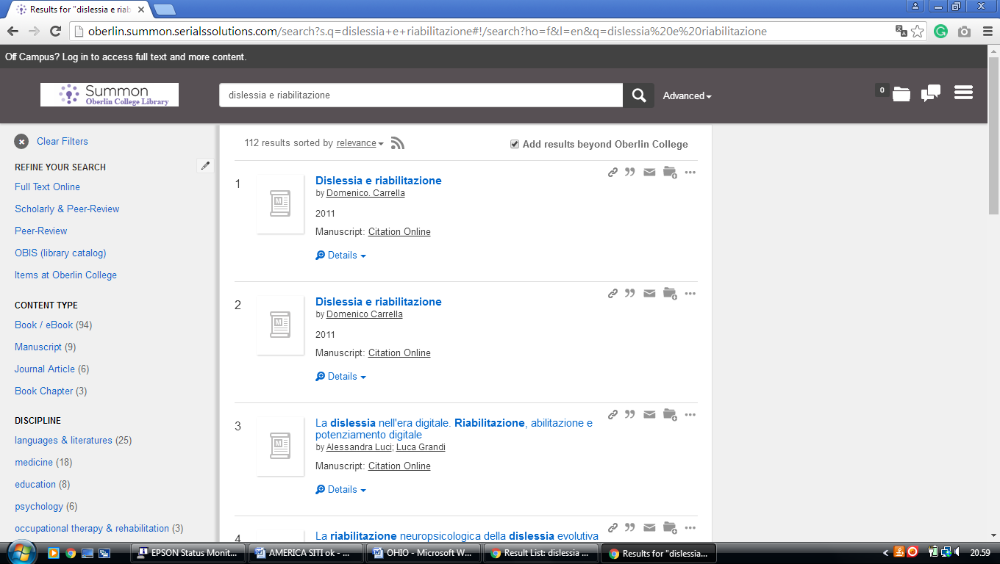 Results for "dislessia e riab
oberlin.summon.serialssolutions.com/search?s.q=dislessia+e+riabilitazione#!/search?ho=f&l=en&q=dislessia%20e%20riabilitazione
Off Campus? Log in to access full text and more content.
Summon
Oberlin College Library
dislessia e riabilitazione
Advanced
0
Clear Filters
REFINE YOUR SEARCH
Full Text Online
Scholarly & Peer-Review
Peer-Review
OBIS (library catalog)
Items at Oberlin College
CONTENT TYPE
Book / eBook (94)
Manuscript (9)
Journal Article (6)
Book Chapter (3)
DISCIPLINE
languages & literatures (25)
medicine (18)
education (8)
psychology (6)
occupational therapy & rehabilitation (3)
112 results sorted by relevance
Add results beyond Oberlin College
1
Dislessia e riabilitazione
by Domenico. Carrella
2011
Manuscript: Citation Online
Details
2
Dislessia e riabilitazione
by Domenico Carrella
2011
Manuscript: Citation Online
Details
3
La dislessia nell'era digitale. Riabilitazione, abilitazione e
potenziamento digitale
by Alessandra Luci; Luca Grandi
Manuscript: Citation Online
Details
4
La riabilitazione neuropsicologica della dislessia evolutiva
EPSON Status Monit...
AMERICA SITI ok - ...
OHIO - Microsoft W...
Result List: dislessia ...
Results for "dislessia...
20.59